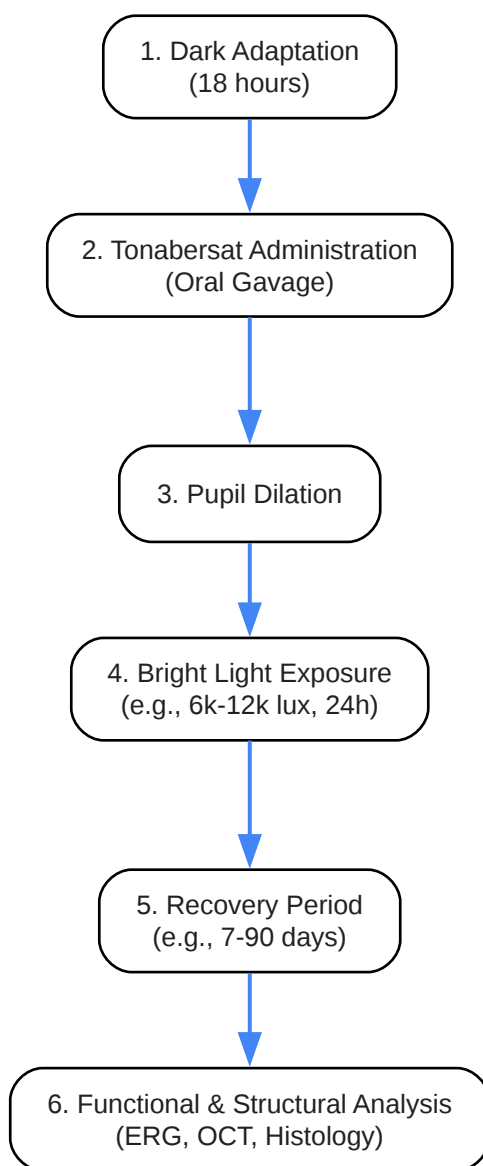 1. Dark Adaptation
(18 hours)
2. Tonabersat Administration
(Oral Gavage)
3. Pupil Dilation
4. Bright Light Exposure
(e.g., 6k-12k lux, 24h)
5. Recovery Period
(e.g., 7-90 days)
6. Functional & Structural Analysis
(ERG, OCT, Histology)